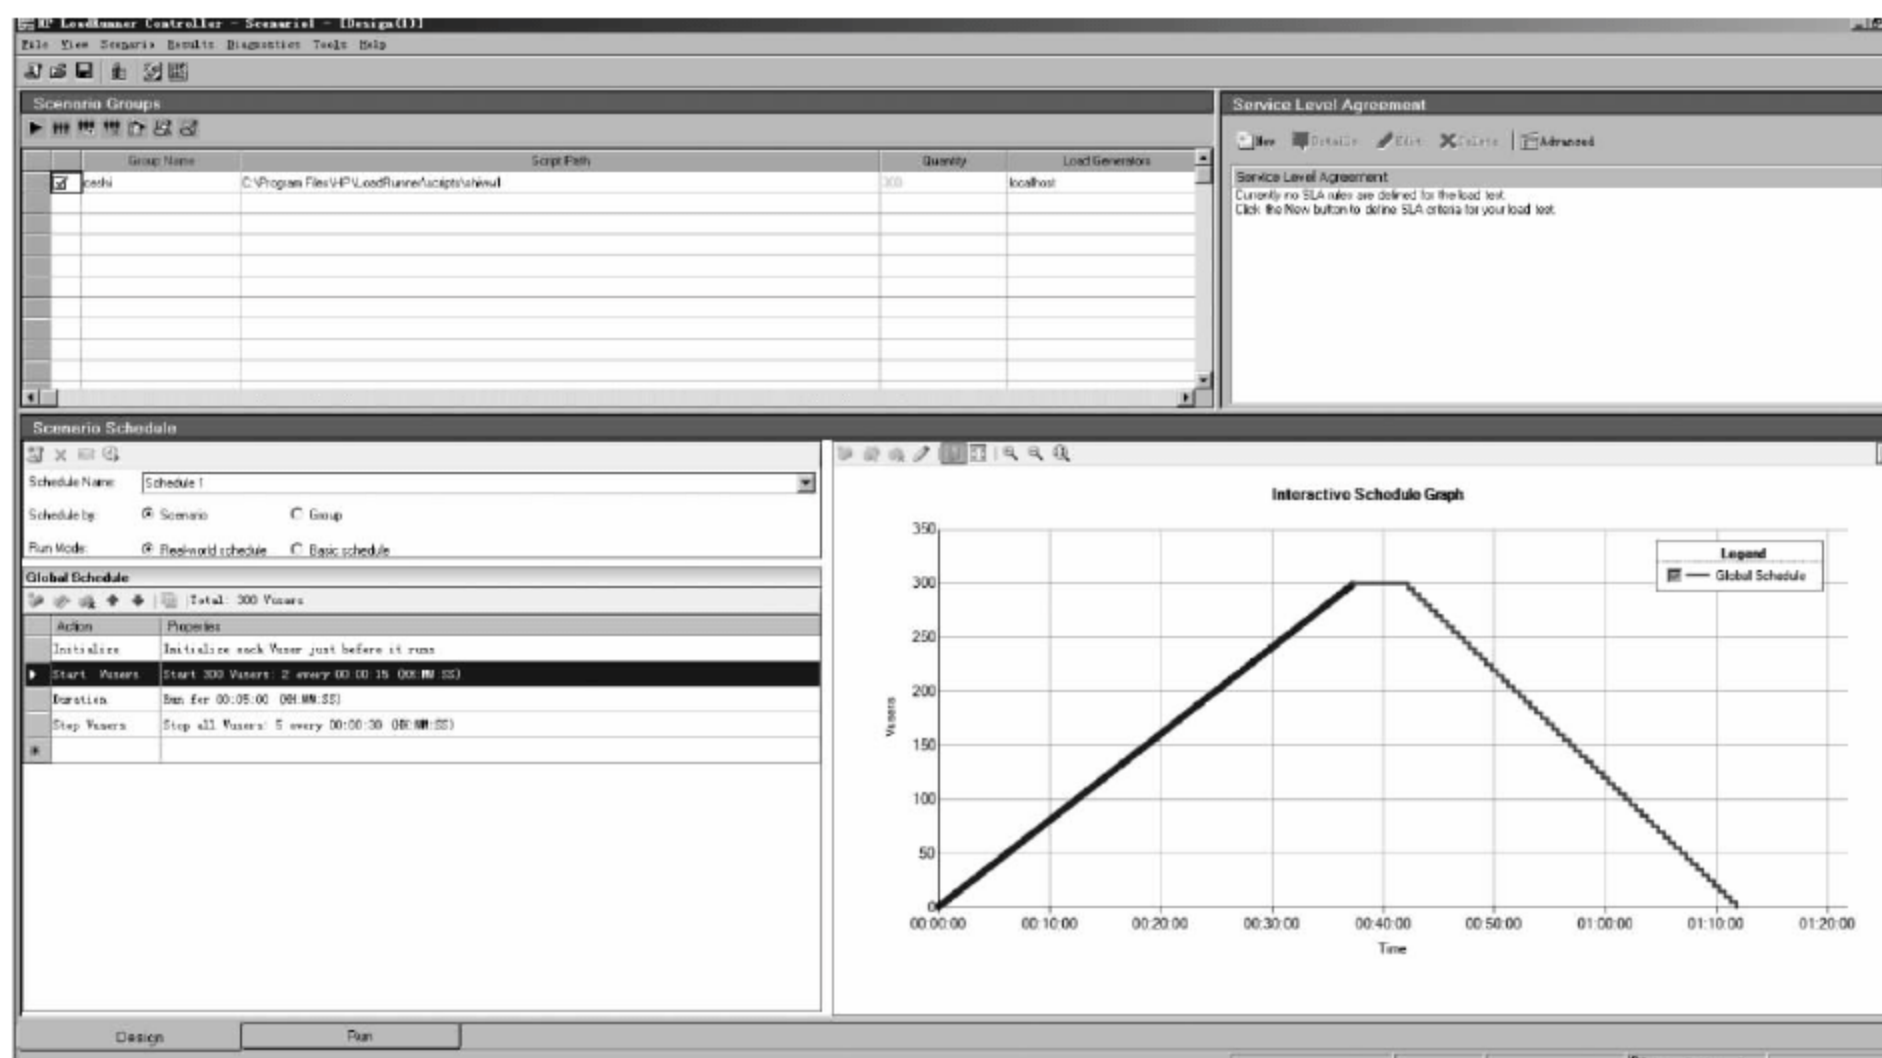 HP LoadRunner Controller - Scenario1 - [Design(1)]
File View Scenario Results Diagnostics Tools Help
Scenario Groups
Group Name Script Path Quantity Load Generators
ceshi C:\Program Files\HP\LoadRunner\scripts\ 300 localhost
Service Level Agreement
New Details Edit Delete Advanced
Service Level Agreement
Currently no SLA rules are defined for the load test.
Click the New button to define SLA criteria for your load test.
Scenario Schedule
Schedule Name: Schedule 1
Schedule by: Scenario Group
Run Mode: Real-world schedule Basic schedule
Global Schedule
Total: 300 Vusers
Action Properties
Initialize Initialize each Vuser just before it runs
Start Vusers Start 300 Vusers: 2 every 00:00:15 (HH:MM:SS)
Duration Run for 00:05:00 (HH:MM:SS)
Stop Vusers Stop all Vusers: 5 every 00:00:30 (HH:MM:SS)
Interactive Schedule Graph
Legend
Global Schedule
Vusers
350
300
250
200
150
100
50
0
00:00:00 00:10:00 00:20:00 00:30:00 00:40:00 00:50:00 01:00:00 01:10:00 01:20:00
Time
Design Run